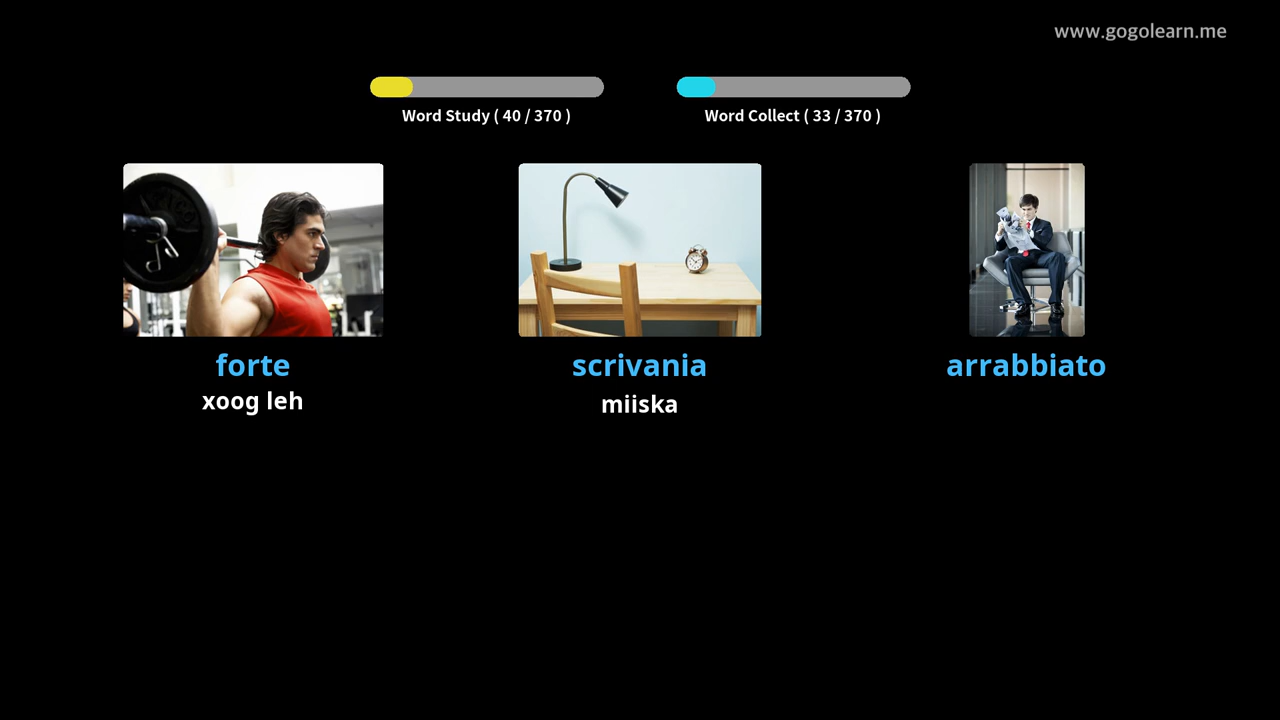 www.gogolearn.me
Word Study ( 40 / 370 )
Word Collect ( 33 / 370 )
forte
scrivania
arrabbiato
xoog leh
miiska